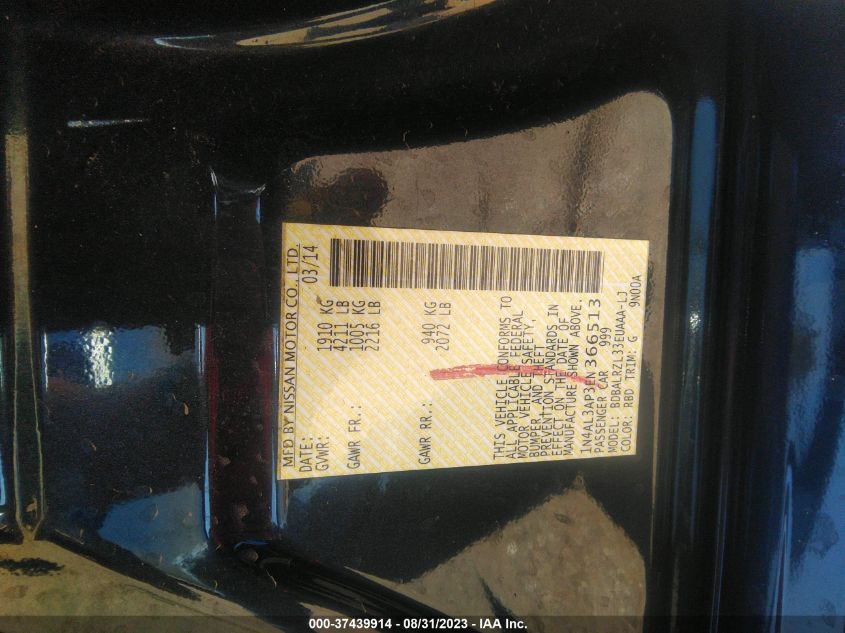 MFD BY NISSAN MOTOR CO., LTD.
DATE: 03/14
GVWR: 1910 KG
4211 LB
GAWR FR.: 1005 KG
2216 LB
GAWR RR.: 940 KG
2072 LB
THIS VEHICLE CONFORMS TO
ALL APPLICABLE FEDERAL
MOTOR VEHICLE SAFETY,
BUMPER, AND THEFT
PREVENTION STANDARDS IN
EFFECT ON THE DATE OF
MANUFACTURE SHOWN ABOVE.
1N4AL3AP3EN366513
PASSENGER CAR 999
MODEL: BDBALRZL33EUAAA-LJ
COLOR: RBD TRIM: G 9N00A
000-37439914 - 08/31/2023 - IAA Inc.